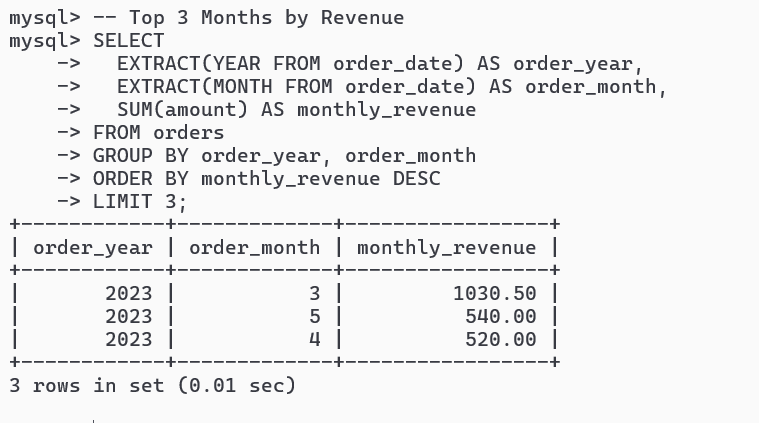 mysql> -- Top 3 Months by Revenue
mysql> SELECT
    ->   EXTRACT(YEAR FROM order_date) AS order_year,
    ->   EXTRACT(MONTH FROM order_date) AS order_month,
    ->   SUM(amount) AS monthly_revenue
    -> FROM orders
    -> GROUP BY order_year, order_month
    -> ORDER BY monthly_revenue DESC
    -> LIMIT 3;
+------------+-------------+-----------------+
| order_year | order_month | monthly_revenue |
+------------+-------------+-----------------+
|       2023 |           3 |         1030.50 |
|       2023 |           5 |          540.00 |
|       2023 |           4 |          520.00 |
+------------+-------------+-----------------+
3 rows in set (0.01 sec)